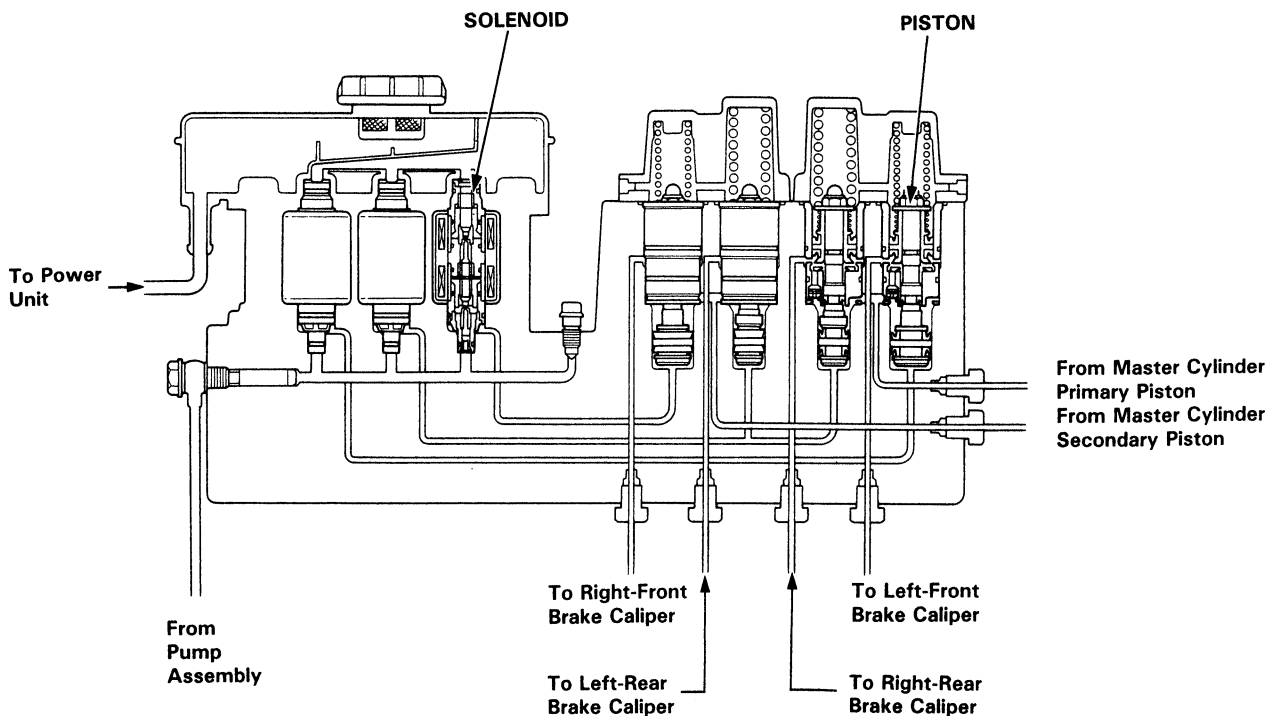 SOLENOID
PISTON
To Power
Unit
From Master Cylinder
Primary Piston
From Master Cylinder
Secondary Piston
To Right-Front
Brake Caliper
To Left-Front
Brake Caliper
From
Pump
Assembly
To Left-Rear
Brake Caliper
To Right-Rear
Brake Caliper